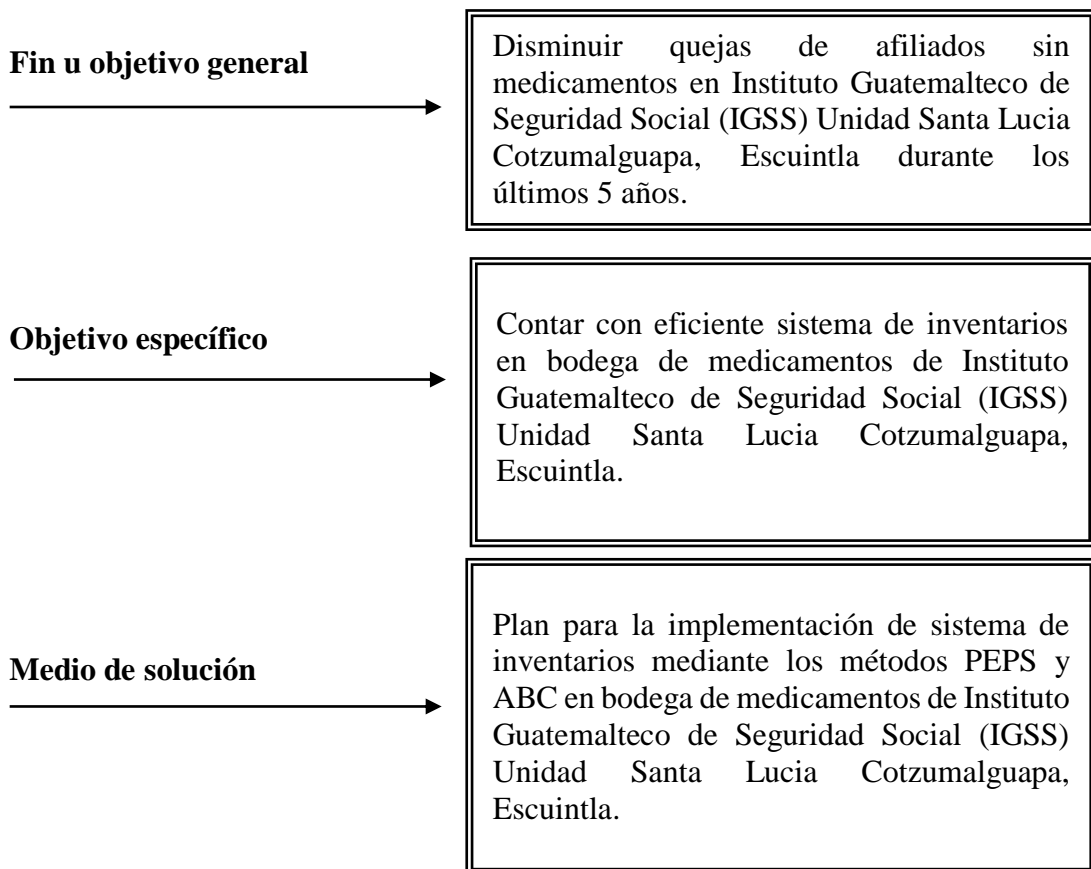 Fin u objetivo general
Disminuir quejas de afiliados sin
medicamentos en Instituto Guatemalteco de
Seguridad Social (IGSS) Unidad Santa Lucia
Cotzumalguapa, Escuintla durante los
últimos 5 años.
Objetivo específico
Contar con eficiente sistema de inventarios
en bodega de medicamentos de Instituto
Guatemalteco de Seguridad Social (IGSS)
Unidad Santa Lucia Cotzumalguapa,
Escuintla.
Medio de solución
Plan para la implementación de sistema de
inventarios mediante los métodos PEPS y
ABC en bodega de medicamentos de Instituto
Guatemalteco de Seguridad Social (IGSS)
Unidad Santa Lucia Cotzumalguapa,
Escuintla.